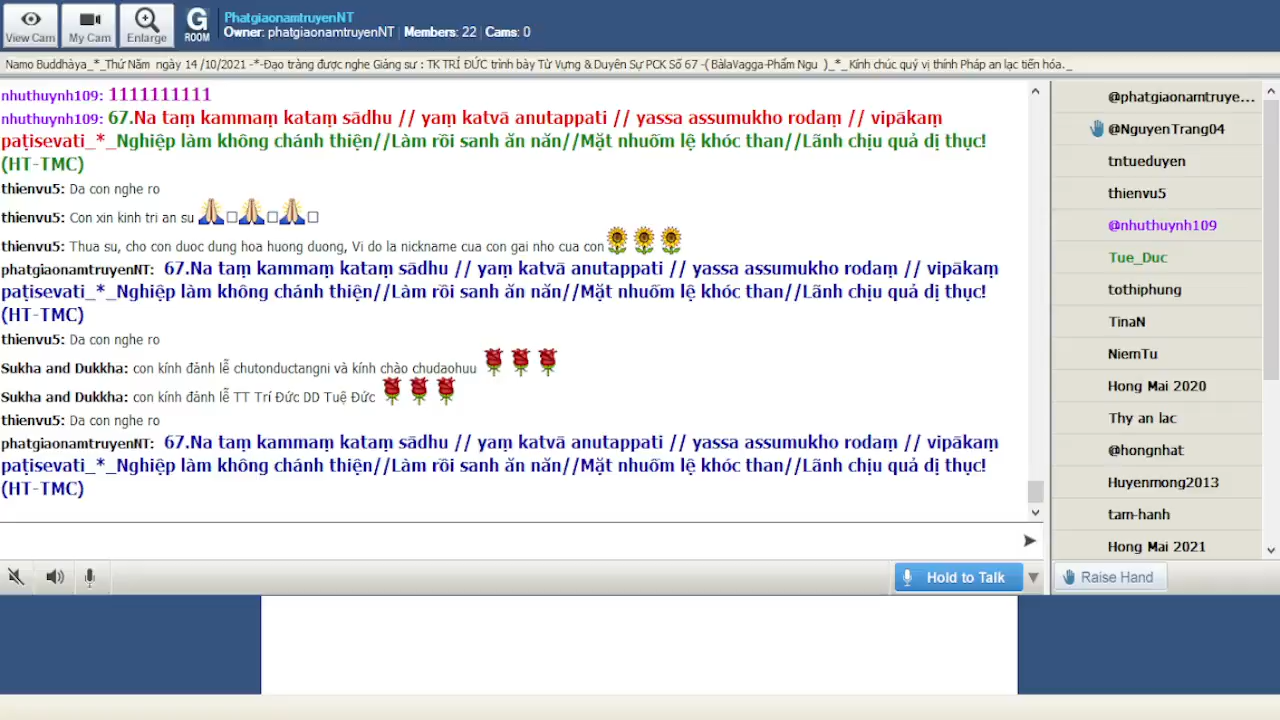 PhatgiaonamtruyenNT
View Cam
My Cam
Enlarge
G ROOM
Owner: phatgiaonamtruyenNT | Members: 22 | Cams: 0
Namo Buddhàya_*_Thứ Năm ngày 14 /10/2021 -*-Đạo tràng được nghe Giảng sư : TK TRÍ ĐỨC trình bày Từ Vựng & Duyên Sự PCK Số 67 -( BàlaVagga-Phẩm Ngu )_*_ Kính chúc quý vị thính Pháp an lạc tiến hóa._
nhuthuynh109: 1111111111
nhuthuynh109: 67.Na taṃ kammaṃ kataṃ sādhu // yaṃ katvā anutappati // yassa assumukho rodaṃ // vipākaṃ
paṭisevati_*_Nghiệp làm không chánh thiện//Làm rồi sanh ăn năn//Mặt nhuốm lệ khóc than//Lãnh chịu quả dị thục!
(HT-TMC)
thienvu5: Da con nghe ro
thienvu5: Con xin kinh tri an su
thienvu5: Thua su, cho con duoc dung hoa huong duong, Vi do la nickname cua con gai nho cua con
phatgiaonamtruyenNT: 67.Na taṃ kammaṃ kataṃ sādhu // yaṃ katvā anutappati // yassa assumukho rodaṃ // vipākaṃ
paṭisevati_*_Nghiệp làm không chánh thiện//Làm rồi sanh ăn năn//Mặt nhuốm lệ khóc than//Lãnh chịu quả dị thục!
(HT-TMC)
thienvu5: Da con nghe ro
Sukha and Dukkha: con kính đảnh lễ chutonductangni và kính chào chudaohuu
Sukha and Dukkha: con kính đảnh lễ TT Trí Đức DD Tuệ Đức
thienvu5: Da con nghe ro
phatgiaonamtruyenNT: 67.Na taṃ kammaṃ kataṃ sādhu // yaṃ katvā anutappati // yassa assumukho rodaṃ // vipākaṃ
paṭisevati_*_Nghiệp làm không chánh thiện//Làm rồi sanh ăn năn//Mặt nhuốm lệ khóc than//Lãnh chịu quả dị thục!
(HT-TMC)
@phatgiaonamtruye...
@NguyenTrang04
tntueduyen
thienvu5
@nhuthuynh109
Tue_Duc
tothiphung
TinaN
NiemTu
Hong Mai 2020
Thy an lac
@hongnhat
Huyenmong2013
tam-hanh
Hong Mai 2021
Hold to Talk
Raise Hand